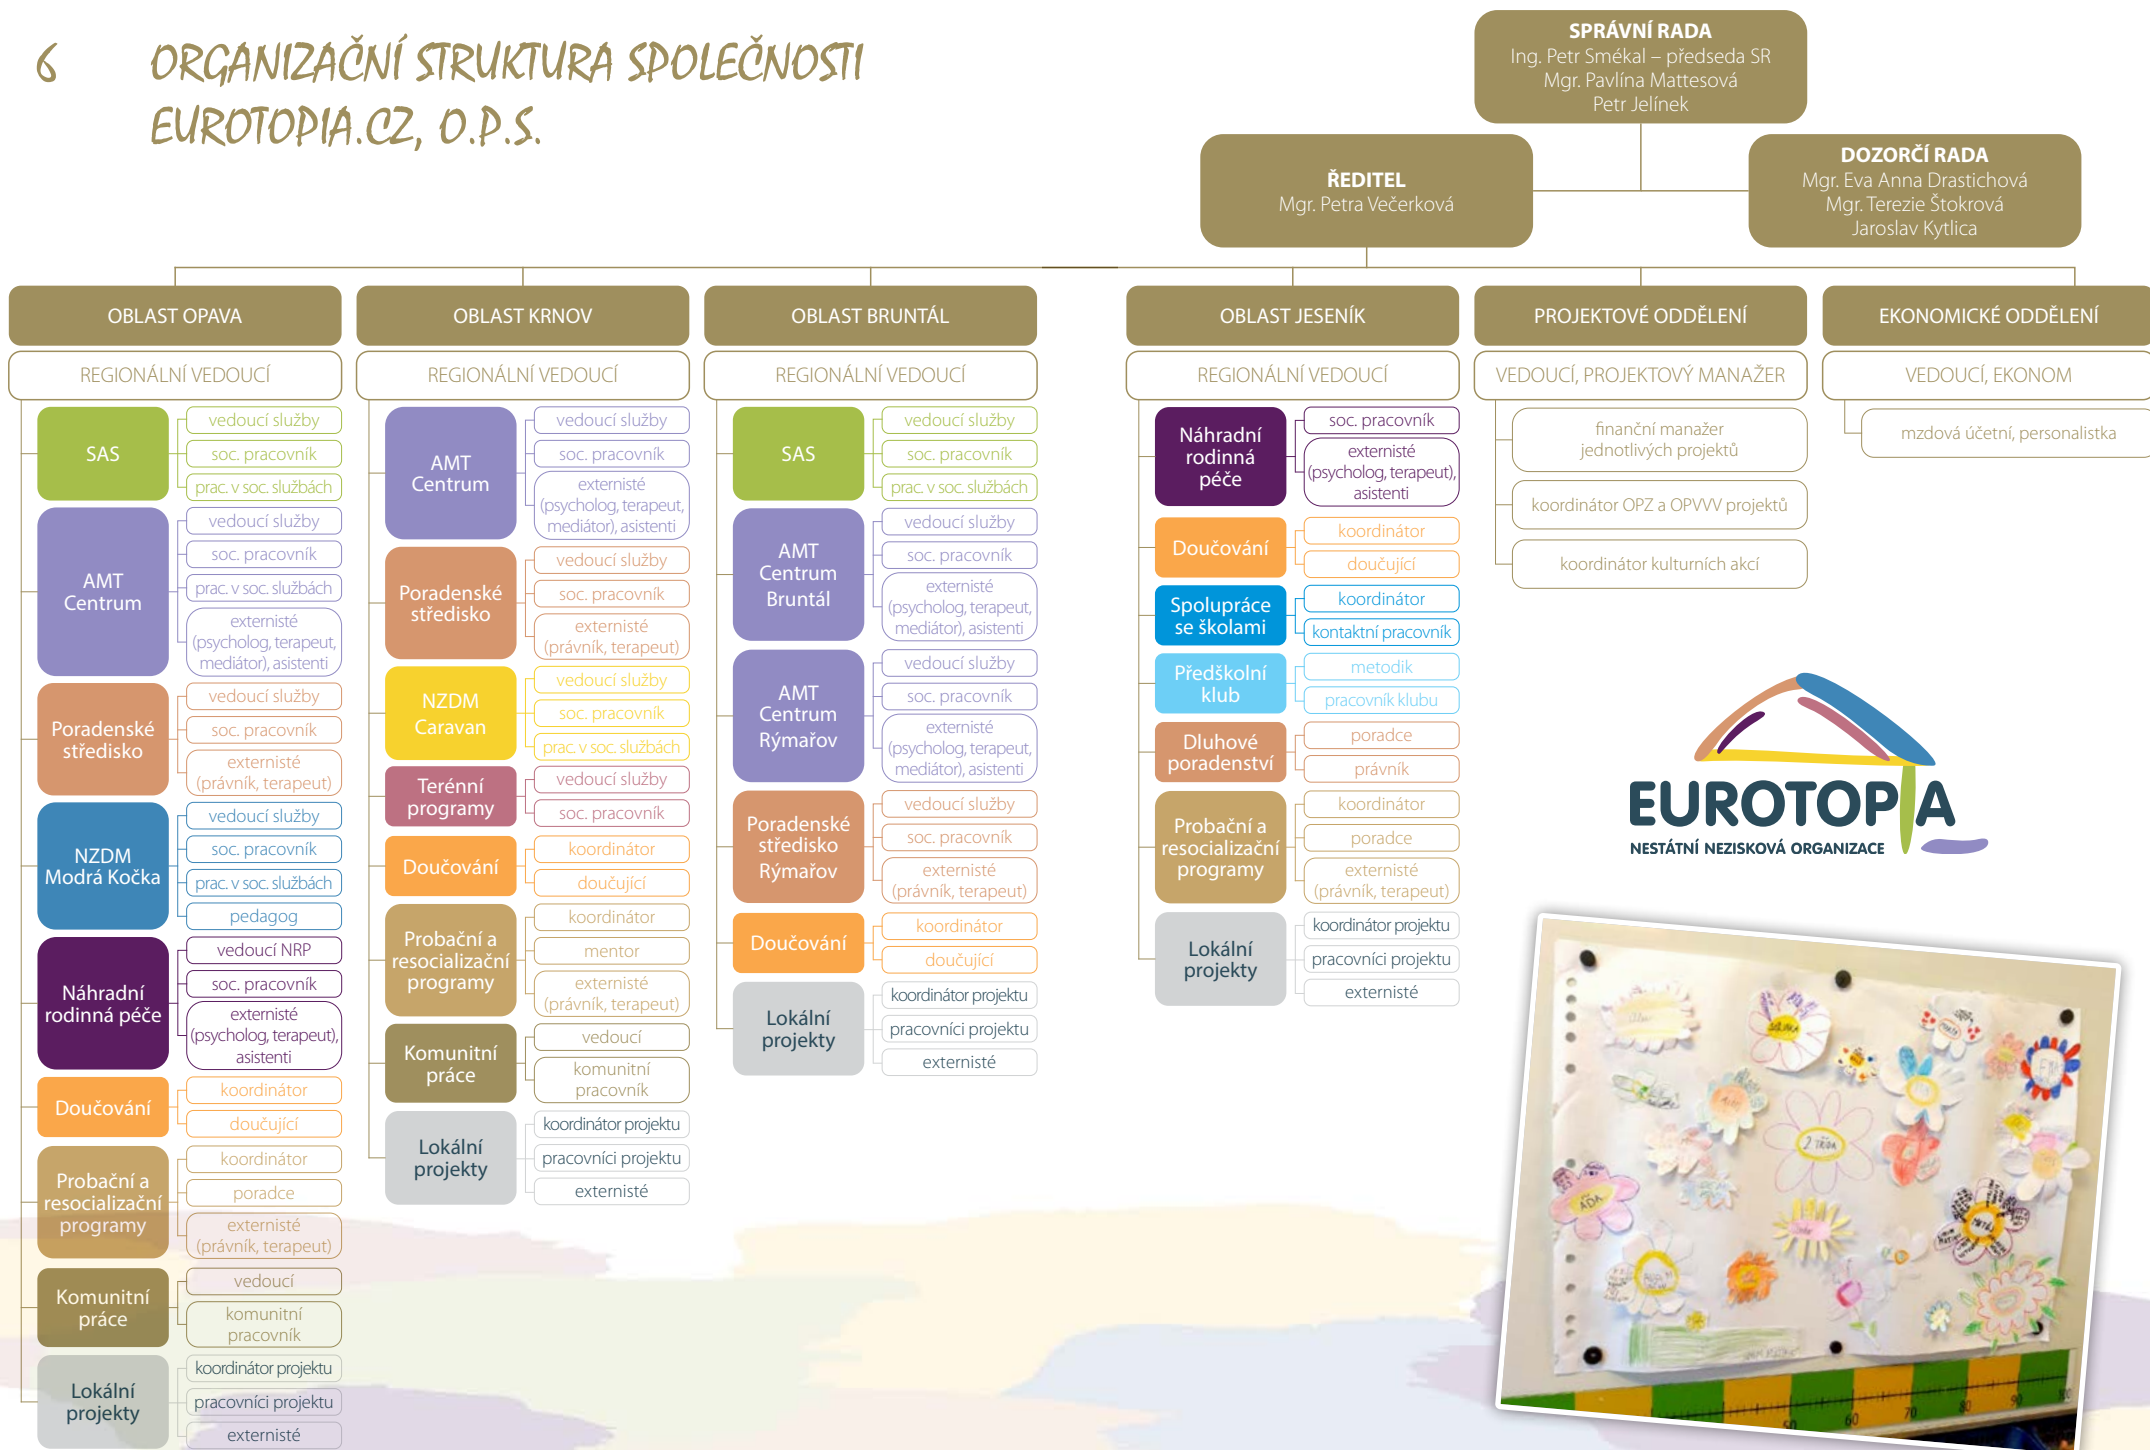 6 ORGANIZAČNÍ STRUKTURA SPOLEČNOSTI
EUROTOPIA.CZ, O.P.S.
SPRÁVNÍ RADA
Ing. Petr Smékal – předseda SR
Mgr. Pavlína Mattesová
Petr Jelínek
ŘEDITEL
Mgr. Petra Večerková
DOZORČÍ RADA
Mgr. Eva Anna Drastichová
Mgr. Terezie Štokrová
Jaroslav Kytlica
OBLAST OPAVA
REGIONÁLNÍ VEDOUCÍ
SAS
vedoucí služby
soc. pracovník
prac. v soc. službách
AMT
Centrum
vedoucí služby
soc. pracovník
prac. v soc. službách
externisté
(psycholog, terapeut,
mediátor), asistenti
Poradenské
středisko
vedoucí služby
soc. pracovník
externisté
(právník, terapeut)
NZDM
Modrá Kočka
vedoucí služby
soc. pracovník
prac. v soc. službách
pedagog
Náhradní
rodinná péče
vedoucí NRP
soc. pracovník
externisté
(psycholog, terapeut),
asistenti
Doučování
koordinátor
doučující
Probační a
resocializační
programy
koordinátor
poradce
externisté
(právník, terapeut)
Komunitní
práce
vedoucí
komunitní
pracovník
Lokální
projekty
koordinátor projektu
pracovníci projektu
externisté
OBLAST KRNOV
REGIONÁLNÍ VEDOUCÍ
AMT
Centrum
vedoucí služby
soc. pracovník
externisté
(psycholog, terapeut,
mediátor), asistenti
Poradenské
středisko
vedoucí služby
soc. pracovník
externisté
(právník, terapeut)
NZDM
Caravan
vedoucí služby
soc. pracovník
prac. v soc. službách
Terénní
programy
vedoucí služby
soc. pracovník
Doučování
koordinátor
doučující
Probační a
resocializační
programy
koordinátor
mentor
externisté
(právník, terapeut)
Komunitní
práce
vedoucí
komunitní
pracovník
Lokální
projekty
koordinátor projektu
pracovníci projektu
externisté
OBLAST BRUNTÁL
REGIONÁLNÍ VEDOUCÍ
SAS
vedoucí služby
soc. pracovník
prac. v soc. službách
AMT
Centrum
Bruntál
vedoucí služby
soc. pracovník
externisté
(psycholog, terapeut,
mediátor), asistenti
AMT
Centrum
Rýmařov
vedoucí služby
soc. pracovník
externisté
(psycholog, terapeut,
mediátor), asistenti
Poradenské
středisko
Rýmařov
vedoucí služby
soc. pracovník
externisté
(právník, terapeut)
Doučování
koordinátor
doučující
Lokální
projekty
koordinátor projektu
pracovníci projektu
externisté
OBLAST JESENÍK
REGIONÁLNÍ VEDOUCÍ
Náhradní
rodinná
péče
soc. pracovník
externisté
(psycholog, terapeut),
asistenti
Doučování
koordinátor
doučující
Spolupráce
se školami
koordinátor
kontaktní pracovník
Předškolní
klub
metodik
pracovník klubu
Dluhové
poradenství
poradce
právník
Probační a
resocializační
programy
koordinátor
poradce
externisté
(právník, terapeut)
Lokální
projekty
koordinátor projektu
pracovníci projektu
externisté
PROJEKTOVÉ ODDĚLENÍ
VEDOUCÍ, PROJEKTOVÝ MANAŽER
finanční manažer
jednotlivých projektů
koordinátor OPZ a OPVVV projektů
koordinátor kulturních akcí
EKONOMICKÉ ODDĚLENÍ
VEDOUCÍ, EKONOM
mzdová účetní, personalistka
EUROTOPIA
NESTÁTNÍ NEZISKOVÁ ORGANIZACE
2. TŘÍDA
ÁĎA
50 60 70 80 90